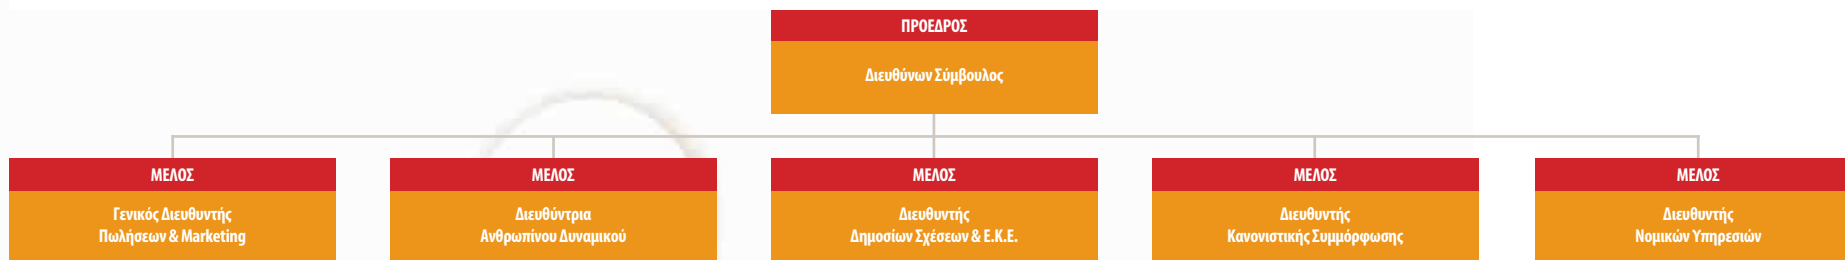 ΠΡΟΕΔΡΟΣ
Διευθύνων Σύμβουλος
ΜΕΛΟΣ
Γενικός Διευθυντής
Πωλήσεων & Marketing
ΜΕΛΟΣ
Διευθύντρια
Ανθρωπίνου Δυναμικού
ΜΕΛΟΣ
Διευθυντής
Δημοσίων Σχέσεων & Ε.Κ.Ε.
ΜΕΛΟΣ
Διευθυντής
Κανονιστικής Συμμόρφωσης
ΜΕΛΟΣ
Διευθυντής
Νομικών Υπηρεσιών